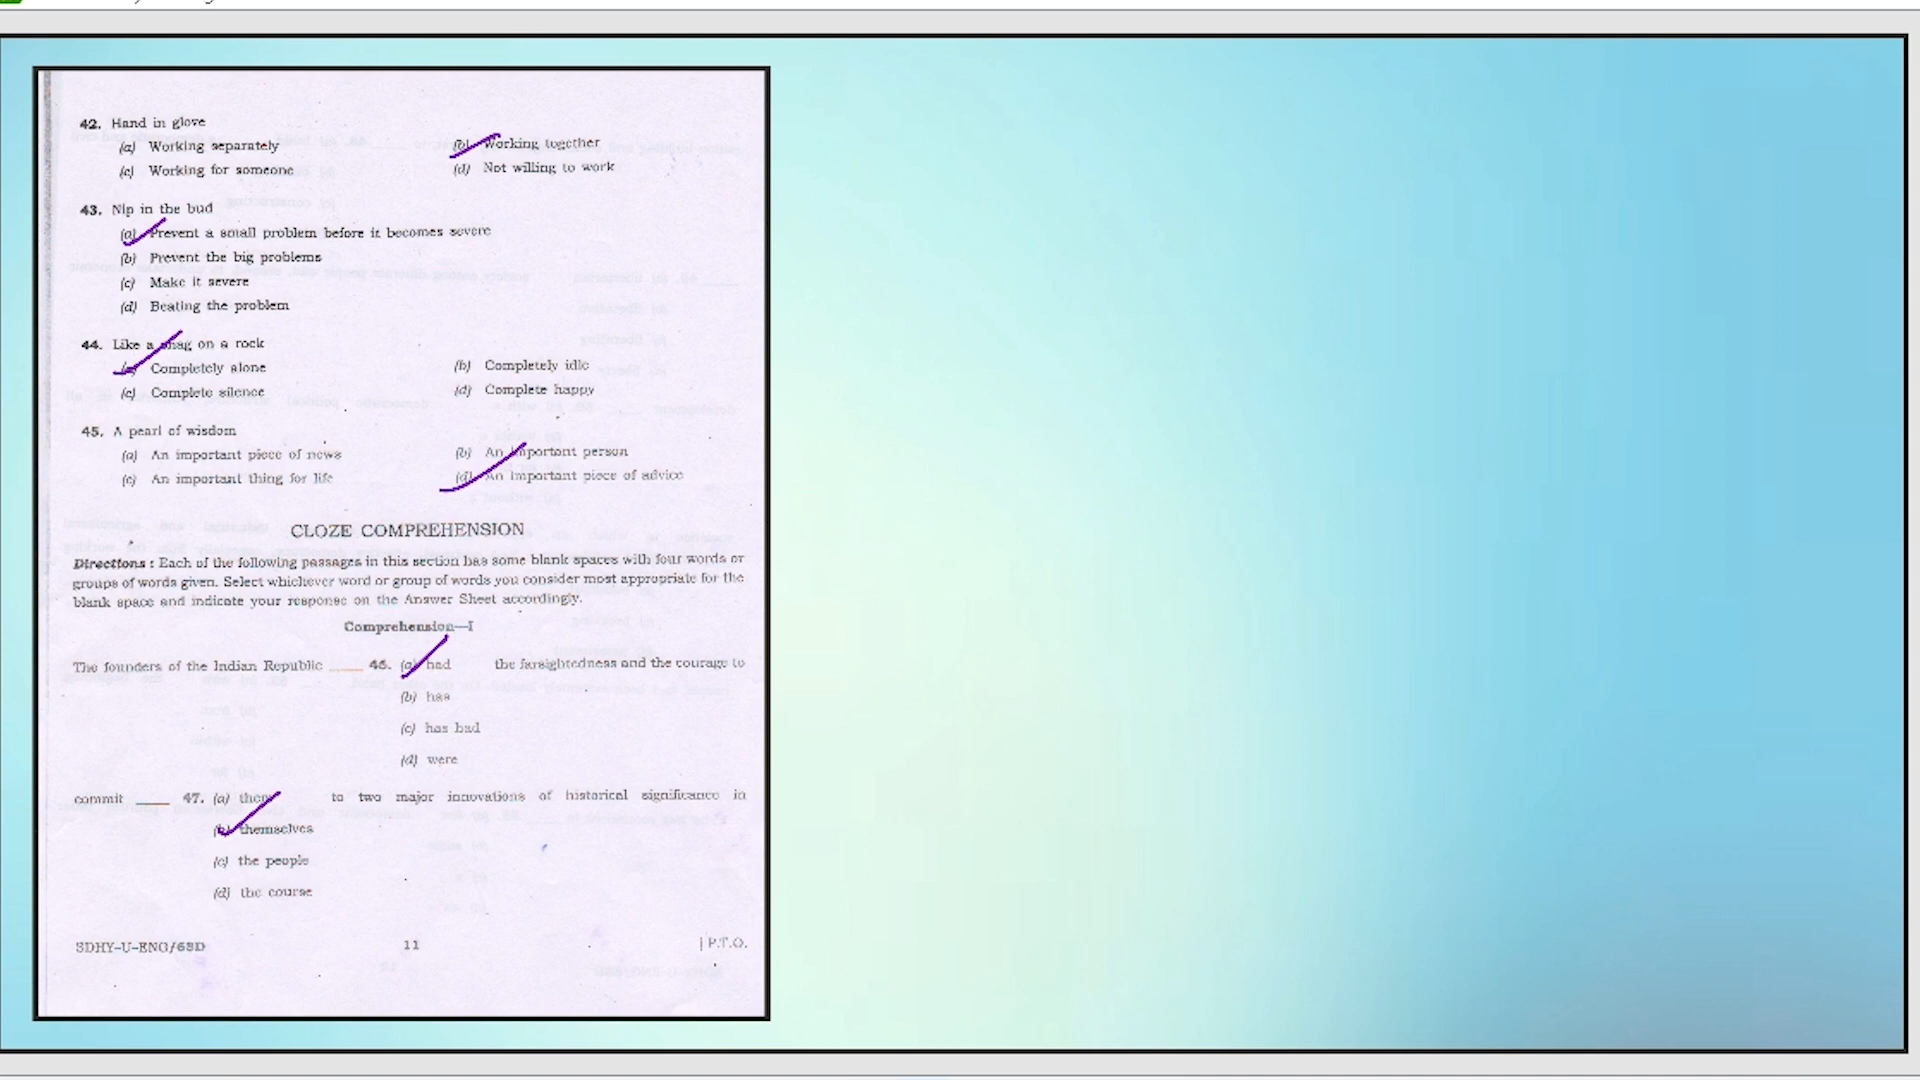 42. Hand in glove
(a) Working separately (b) Working together
(c) Working for someone (d) Not willing to work
43. Nip in the bud
(a) Prevent a small problem before it becomes severe
(b) Prevent the big problems
(c) Make it severe
(d) Beating the problem
44. Like a shag on a rock
(a) Completely alone (b) Completely idle
(c) Complete silence (d) Complete happy
45. A pearl of wisdom
(a) An important piece of news (b) An important person
(c) An important thing for life (d) An important piece of advice
CLOZE COMPREHENSION
Directions : Each of the following passages in this section has some blank spaces with four words or
groups of words given. Select whichever word or group of words you consider most appropriate for the
blank space and indicate your response on the Answer Sheet accordingly.
Comprehension—I
The founders of the Indian Republic ____ 46. (a) had the farsightedness and the courage to
(b) has
(c) has had
(d) were
commit ____ 47. (a) them to two major innovations of historical significance in
(b) themselves
(c) the people
(d) the course
SDHY-U-ENG/68D 11 [ P.T.O.